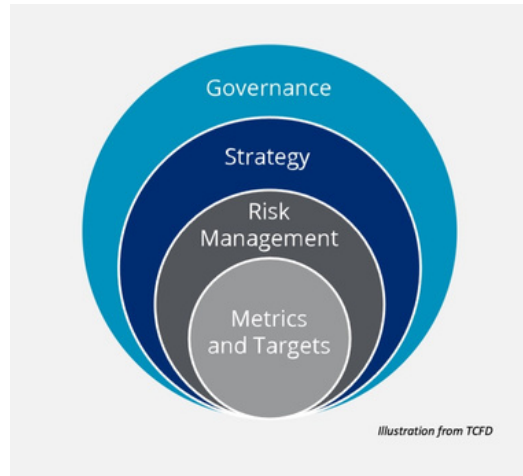 Governance
Strategy
Risk
Management
Metrics
and Targets
Illustration from TCFD